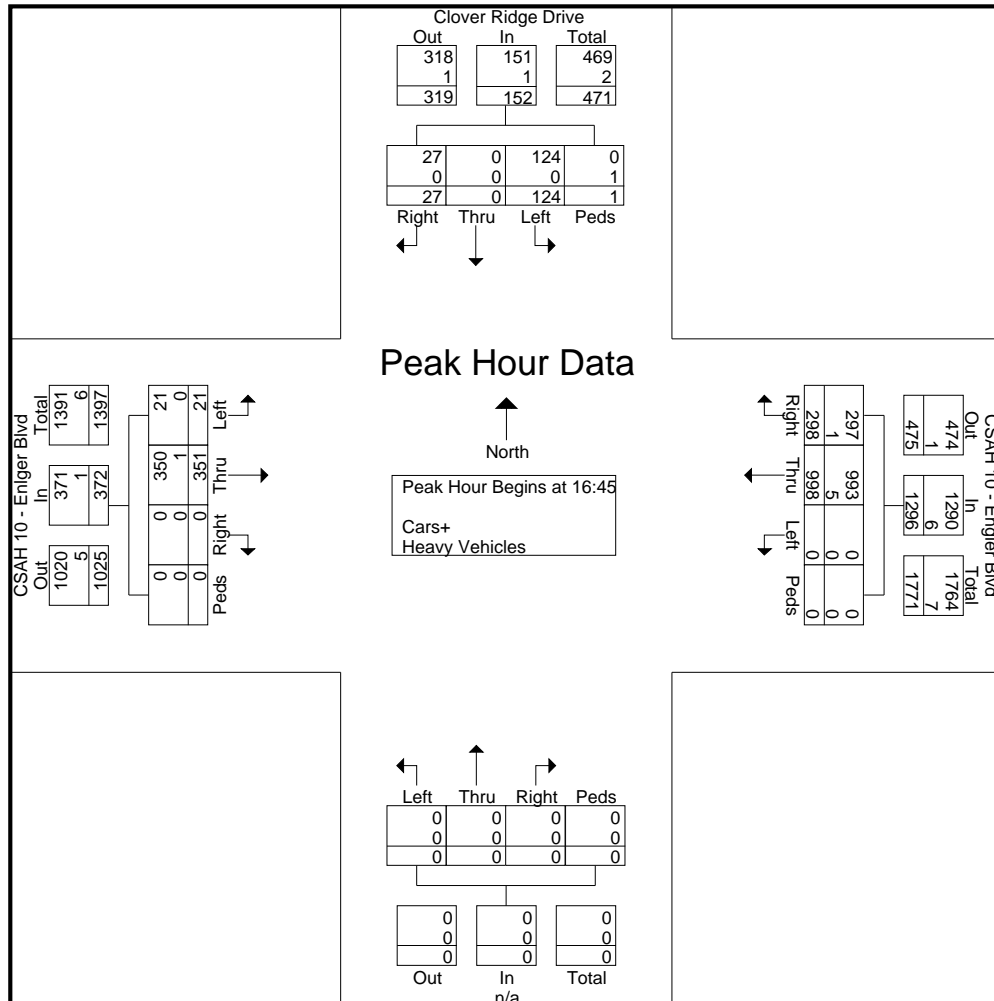 Clover Ridge Drive
Out In Total
318 151 469
1 1 2
319 152 471
27 0 124 0
0 0 0 1
27 0 124 1
Right Thru Left Peds
Peak Hour Data
North
Peak Hour Begins at 16:45
Cars+
Heavy Vehicles
CSAH 10 - Enlger Blvd
Out In Total
1020 371 1391
5 1 6
1025 372 1397
0 0 350 21
0 0 1 0
0 0 351 21
Peds Right Thru Left
CSAH 10 - Engler Blvd
Out In Total
474 1290 1764
1 6 7
475 1296 1771
297 993 0 0
1 5 0 0
298 998 0 0
Right Thru Left Peds
Left Thru Right Peds
0 0 0 0
0 0 0 0
0 0 0 0
0 0 0
0 0 0
0 0 0
Out In Total
n/a